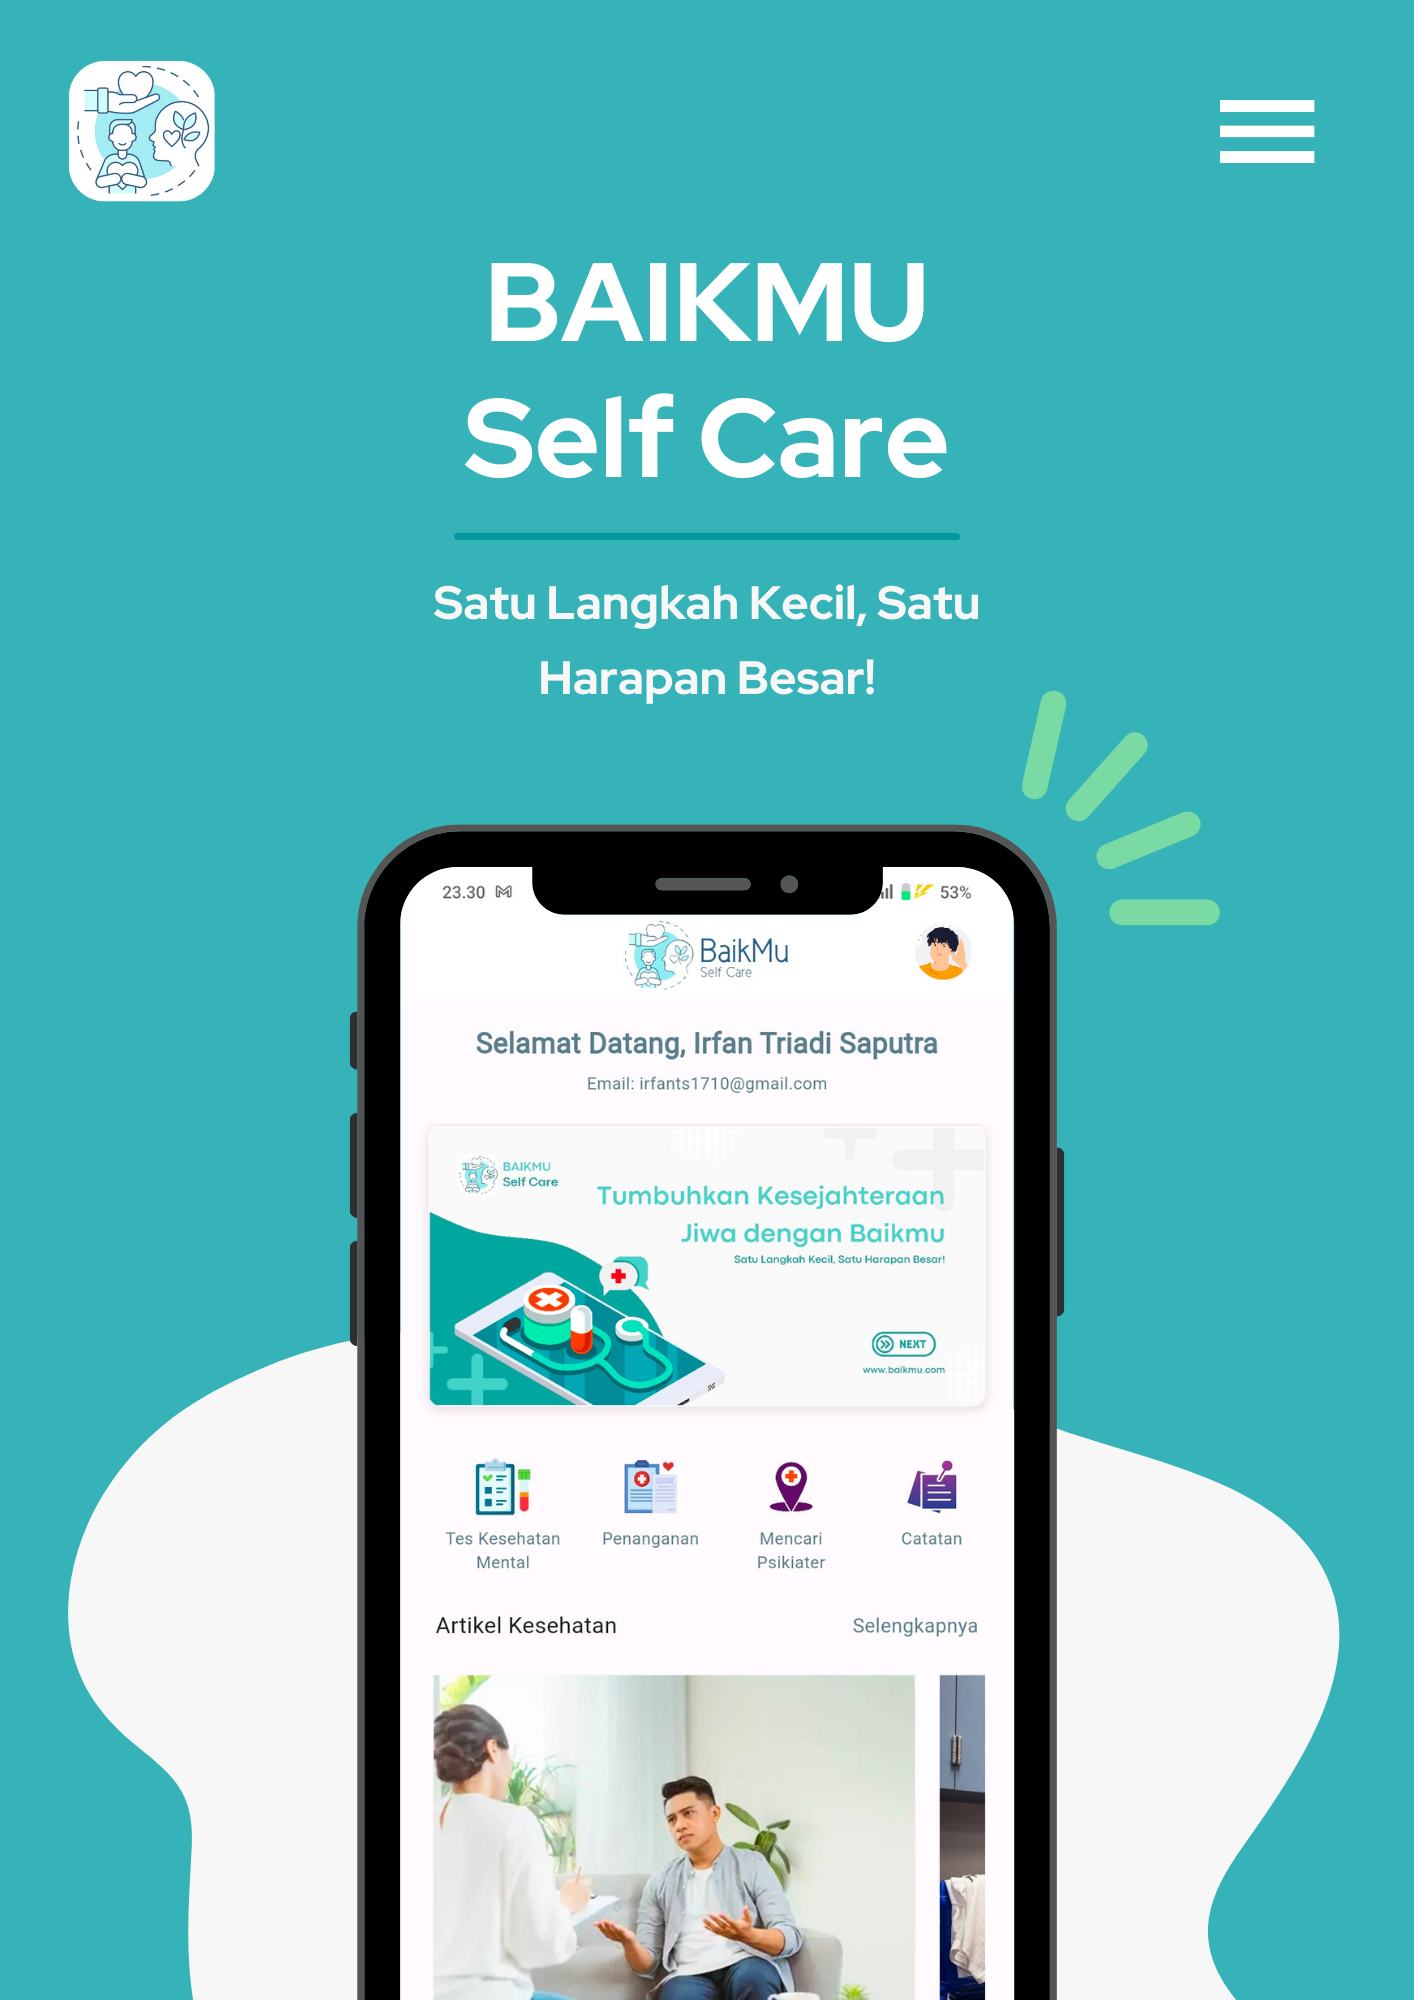 BAIKMU
Self Care
Satu Langkah Kecil, Satu
Harapan Besar!
23.30
53%
BaikMu
Self Care
Selamat Datang, Irfan Triadi Saputra
Email: irfants1710@gmail.com
BAIKMU
Self Care
Tumbuhkan Kesejahteraan
Jiwa dengan Baikmu
Satu Langkah Kecil, Satu Harapan Besar!
NEXT
www.baikmu.com
Tes Kesehatan
Mental
Penanganan
Mencari
Psikiater
Catatan
Artikel Kesehatan
Selengkapnya